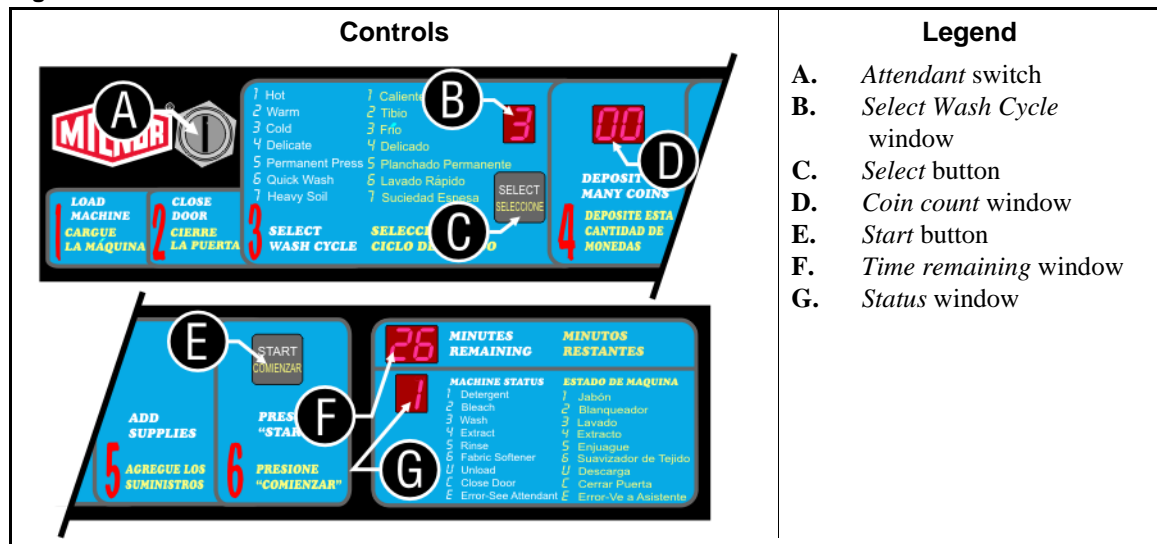 Controls
Legend
A. Attendant switch
B. Select Wash Cycle
window
C. Select button
D. Coin count window
E. Start button
F. Time remaining window
G. Status window
MILNOR
A
1 Hot
2 Warm
3 Cold
4 Delicate
5 Permanent Press
6 Quick Wash
7 Heavy Soil
1 Caliente
2 Tibio
3 Frío
4 Delicado
5 Planchado Permanente
6 Lavado Rápido
7 Suciedad Espesa
B
3
SELECT
SELECCIONE
C
00
D
1
LOAD
MACHINE
CARGUE
LA MÁQUINA
2
CLOSE
DOOR
CIERRE
LA PUERTA
3
SELECT
WASH CYCLE
CICLO
4
DEPOSIT
MANY COINS
DEPOSITE ESTA
CANTIDAD DE
MONEDAS
5
ADD
SUPPLIES
AGREGUE LOS
SUMINISTROS
E
START
COMIENZAR
6
PRESIONE
"COMIENZAR"
F
26
MINUTES
REMAINING
MINUTOS
RESTANTES
G
1
MACHINE STATUS
1 Detergent
2 Bleach
3 Wash
4 Extract
5 Rinse
6 Fabric Softener
U Unload
C Close Door
E Error-See Attendant
ESTADO DE MAQUINA
1 Jabón
2 Blanqueador
3 Lavado
4 Extracto
5 Enjuague
6 Suavizador de Tejido
U Descarga
C Cerrar Puerta
E Error-Ve a Asistente